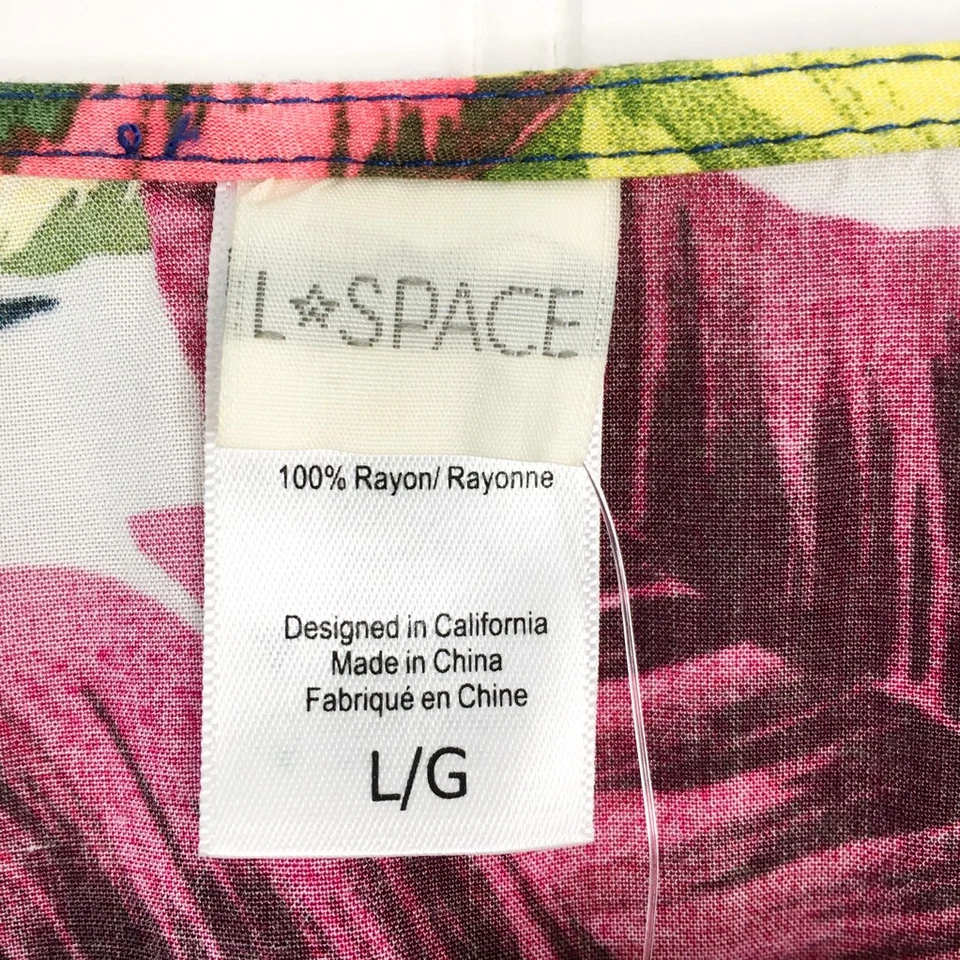 L☆SPACE
100% Rayon/ Rayonne
Designed in California
Made in China
Fabriqué en Chine
L/G